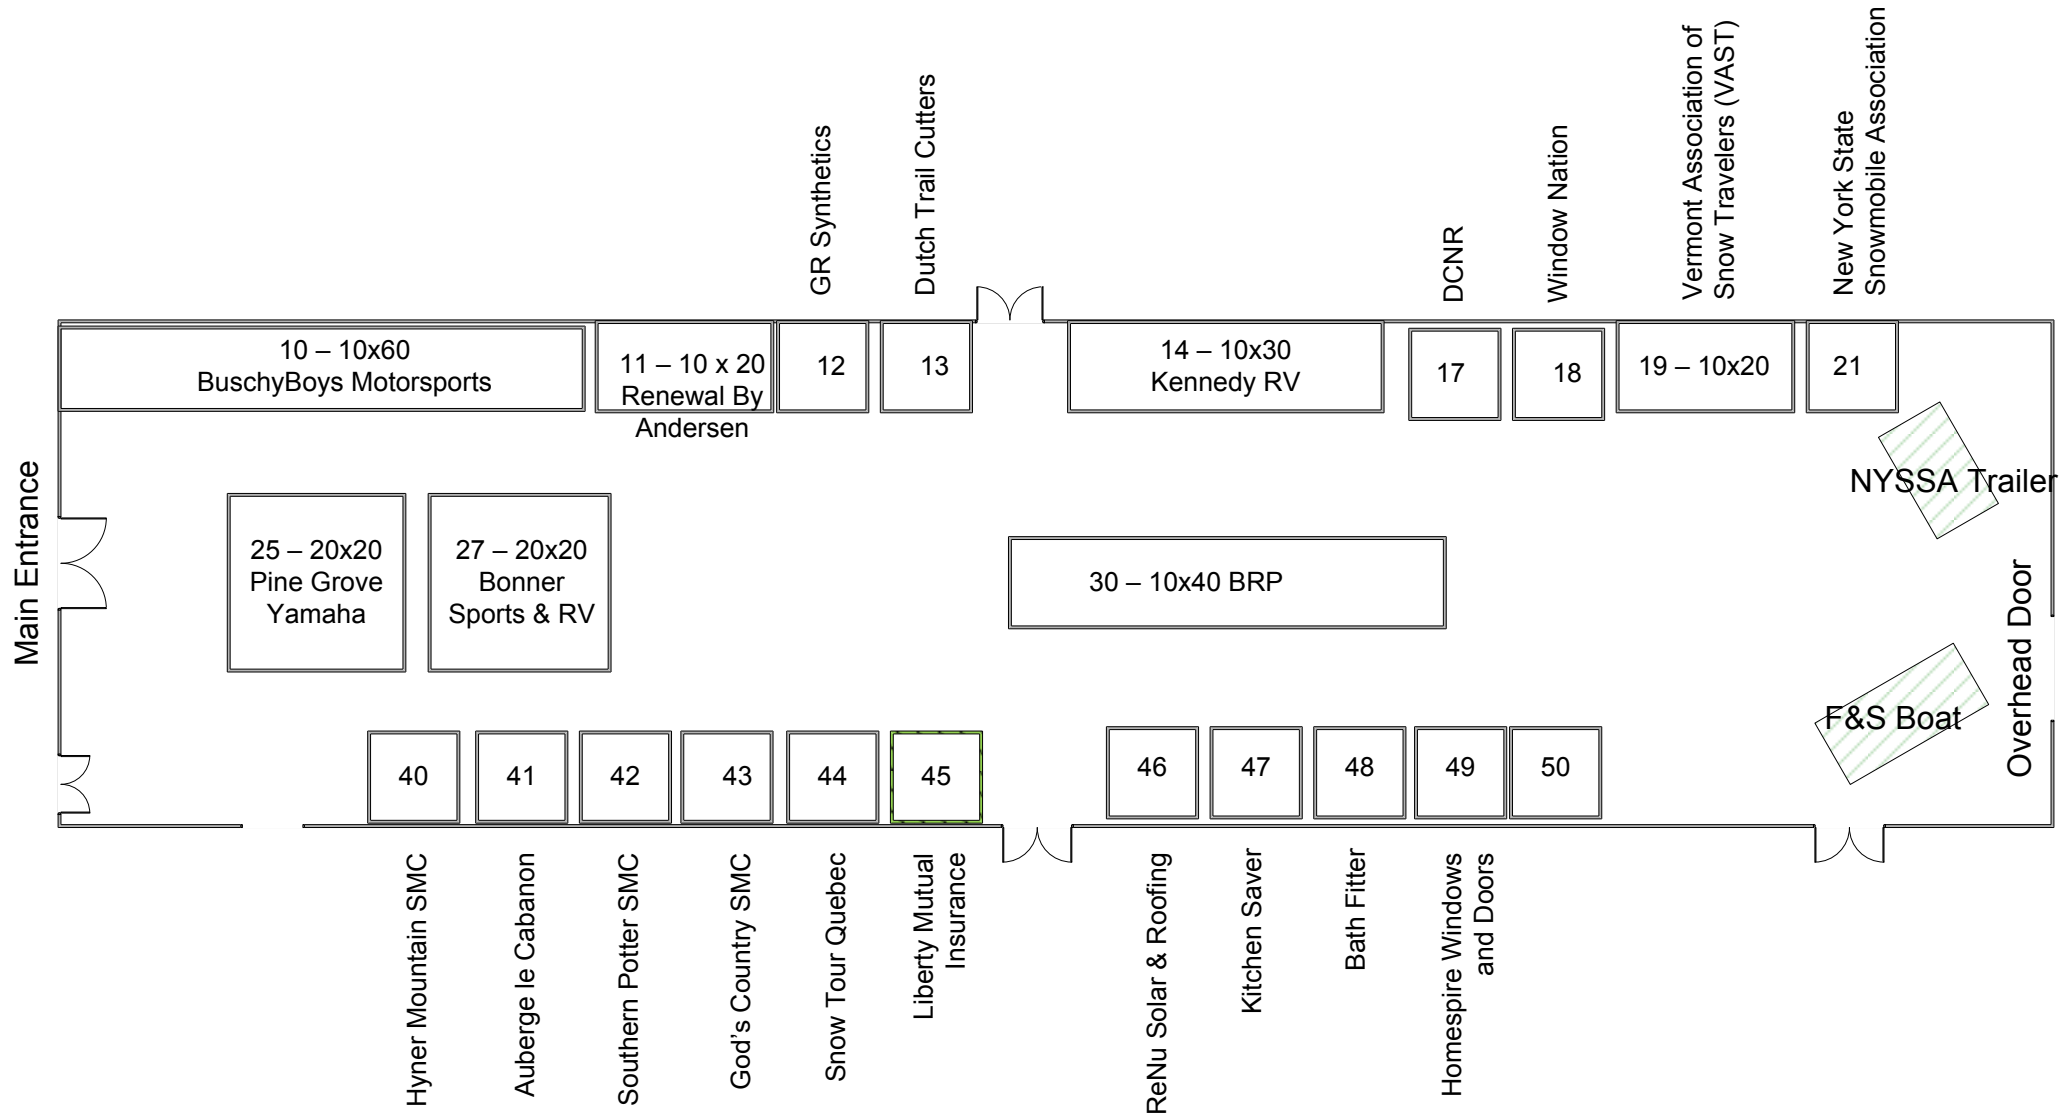 GR Synthetics
Dutch Trail Cutters
DCNR
Window Nation
Vermont Association of
Snow Travelers (VAST)
New York State
Snowmobile Association
10 – 10x60
BuschyBoys Motorsports
11 – 10 x 20
Renewal By
Andersen
12
13
14 – 10x30
Kennedy RV
17
18
19 – 10x20
21
Main Entrance
25 – 20x20
Pine Grove
Yamaha
27 – 20x20
Bonner
Sports & RV
30 – 10x40 BRP
NYSSA Trailer
F&S Boat
Overhead Door
40
41
42
43
44
45
46
47
48
49
50
Hyner Mountain SMC
Auberge le Cabanon
Southern Potter SMC
God’s Country SMC
Snow Tour Quebec
Liberty Mutual
Insurance
ReNu Solar & Roofing
Kitchen Saver
Bath Fitter
Homespire Windows
and Doors